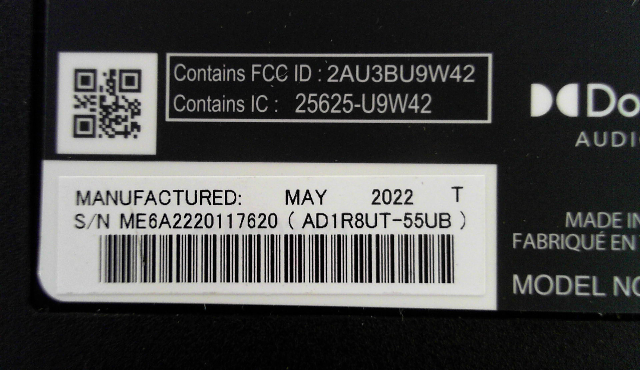 Contains FCC ID : 2AU3BU9W42
Contains IC : 25625-U9W42
AUDIO
MANUFACTURED: MAY 2022 T
S/N ME6A2220117620 ( AD1R8UT-55UB )
MADE IN
FABRIQUÉ EN
MODEL NO